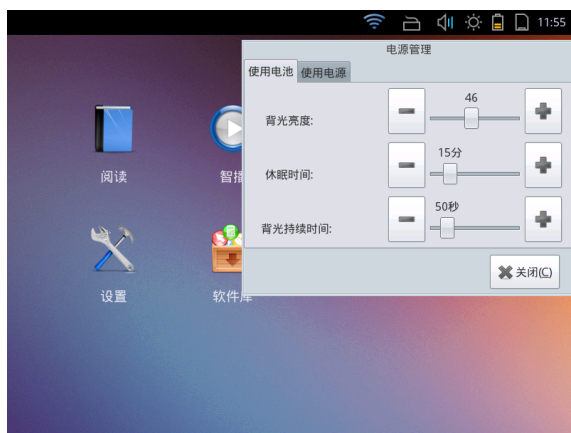 11:55
电源管理
使用电池 使用电源
背光亮度: 46
休眠时间: 15分
背光持续时间: 50秒
关闭(C)
阅读
智播
设置
软件库